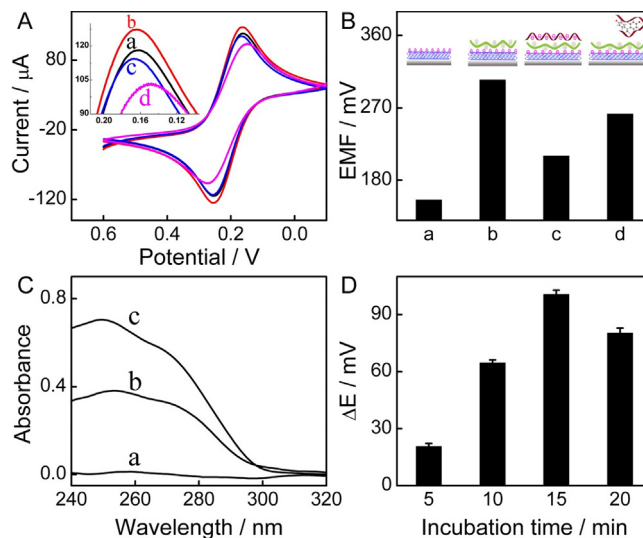 A
80
-20
-120
Current / μA
0.6
0.4
0.2
0.0
Potential / V
120
105
90
0.20
0.16
0.12
b
a
c
d
B
360
270
180
EMF / mV
a
b
c
d
C
0.8
0.4
0.0
Absorbance
240
260
280
300
320
Wavelength / nm
c
b
a
D
90
60
30
0
ΔE / mV
5
10
15
20
Incubation time / min